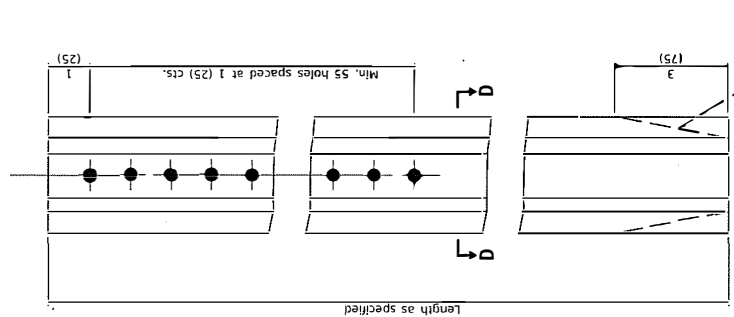 Length as specified
D
D
3
(75)
Min. 55 holes spaced at 1 (25) cts.
1
(25)